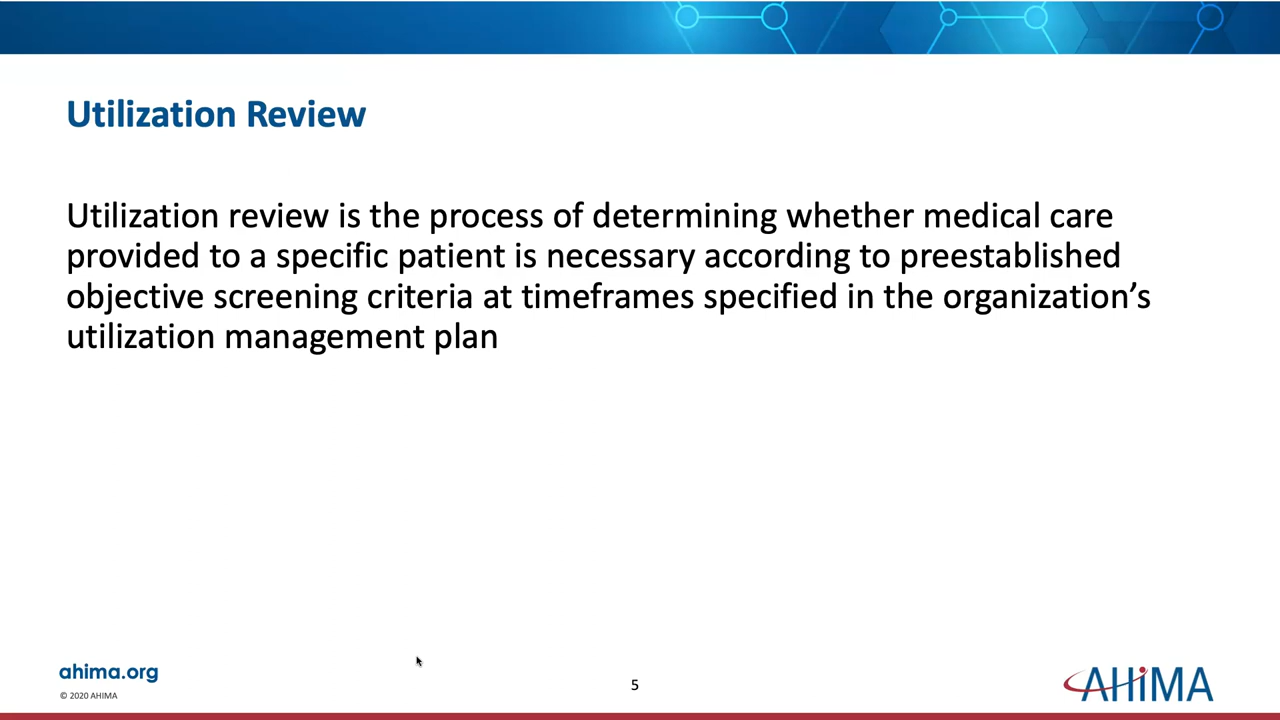 Utilization Review
Utilization review is the process of determining whether medical care
provided to a specific patient is necessary according to preestablished
objective screening criteria at timeframes specified in the organization’s
utilization management plan
ahima.org
© 2020 AHIMA
5
AHiMA